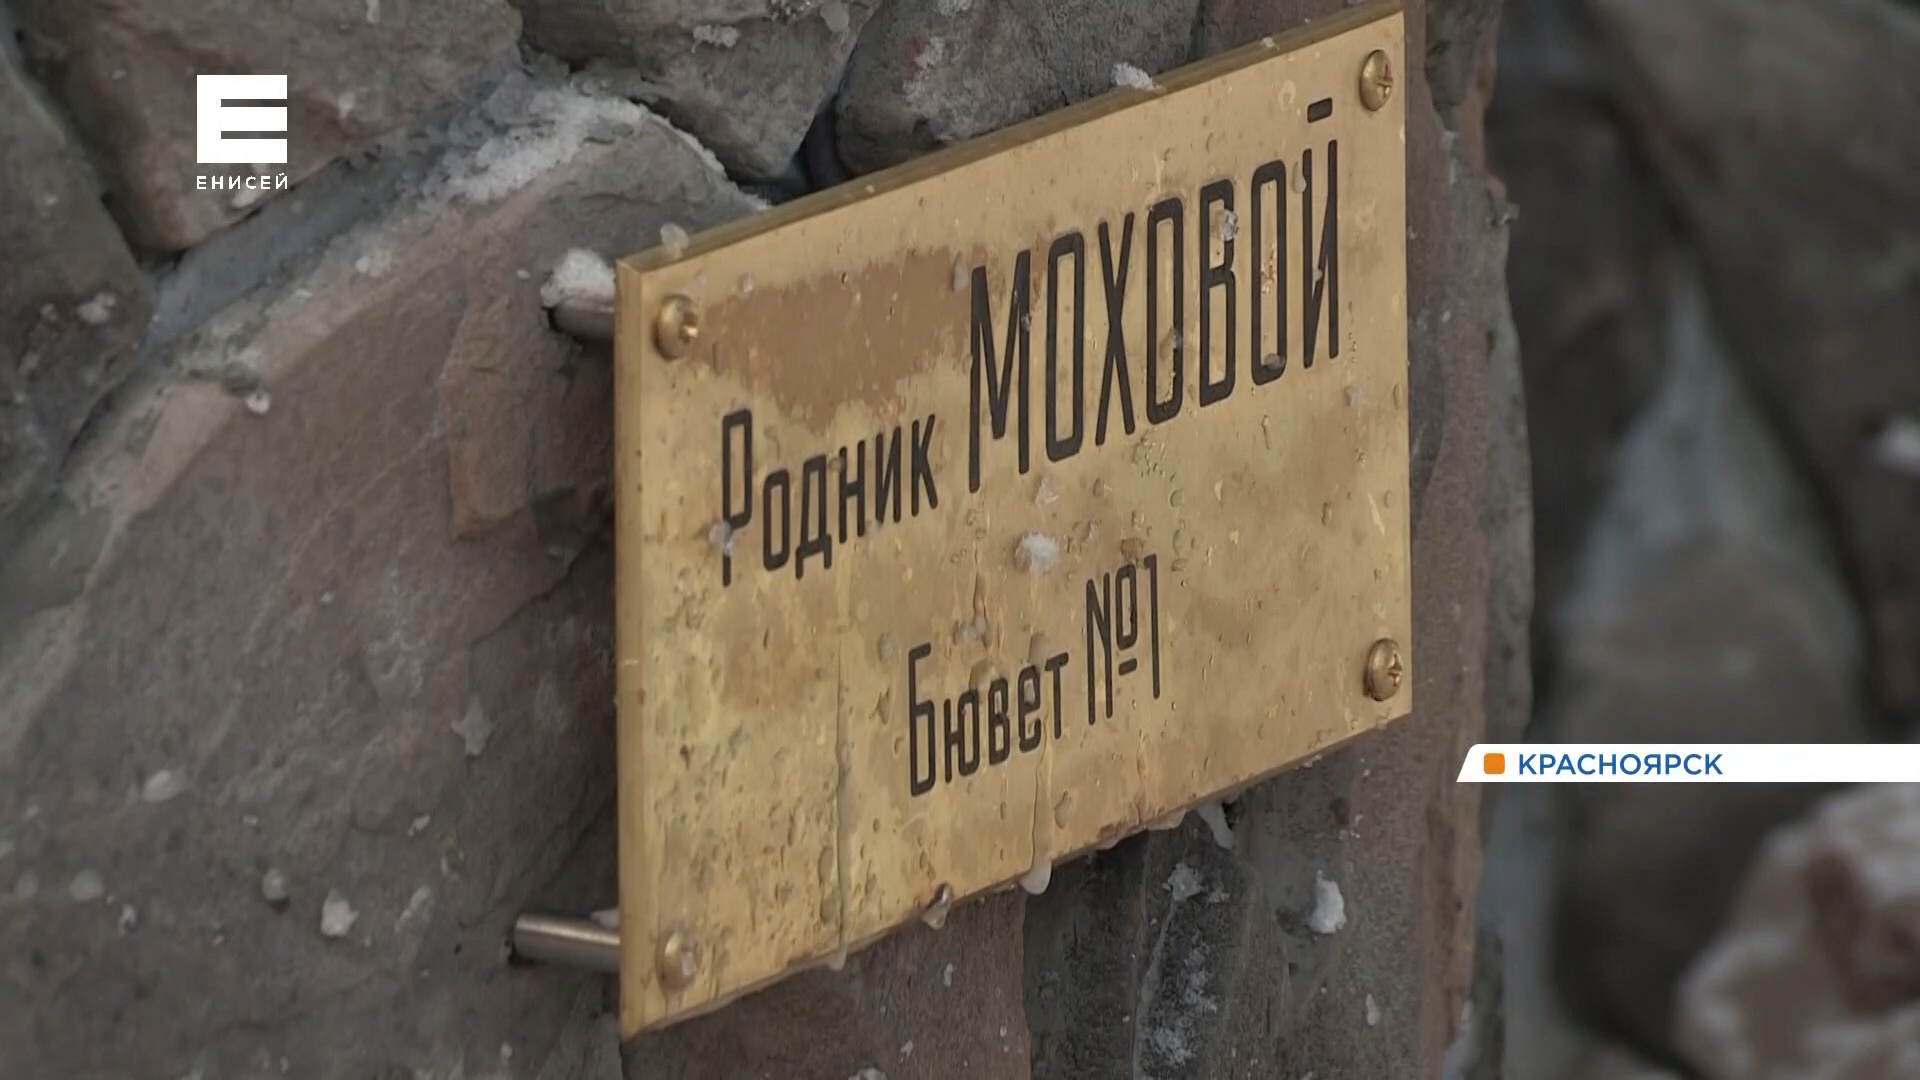 Е
ЕНИСЕЙ
Родник МОХОВОЙ
Бювет №1
КРАСНОЯРСК